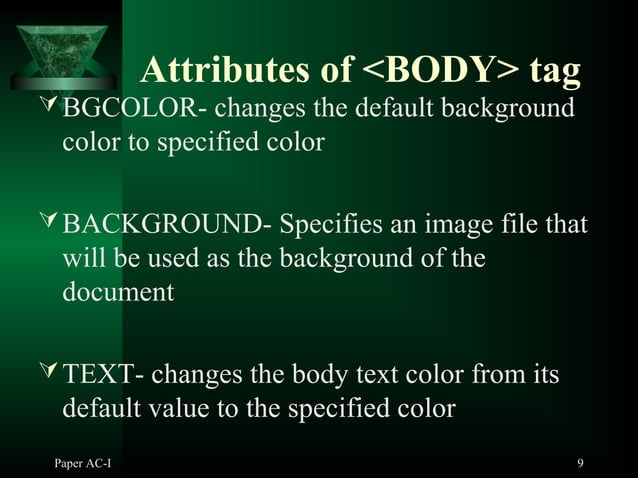 Attributes of <BODY> tag
BGCOLOR- changes the default background
color to specified color
BACKGROUND- Specifies an image file that
will be used as the background of the
document
TEXT- changes the body text color from its
default value to the specified color
Paper AC-I
9